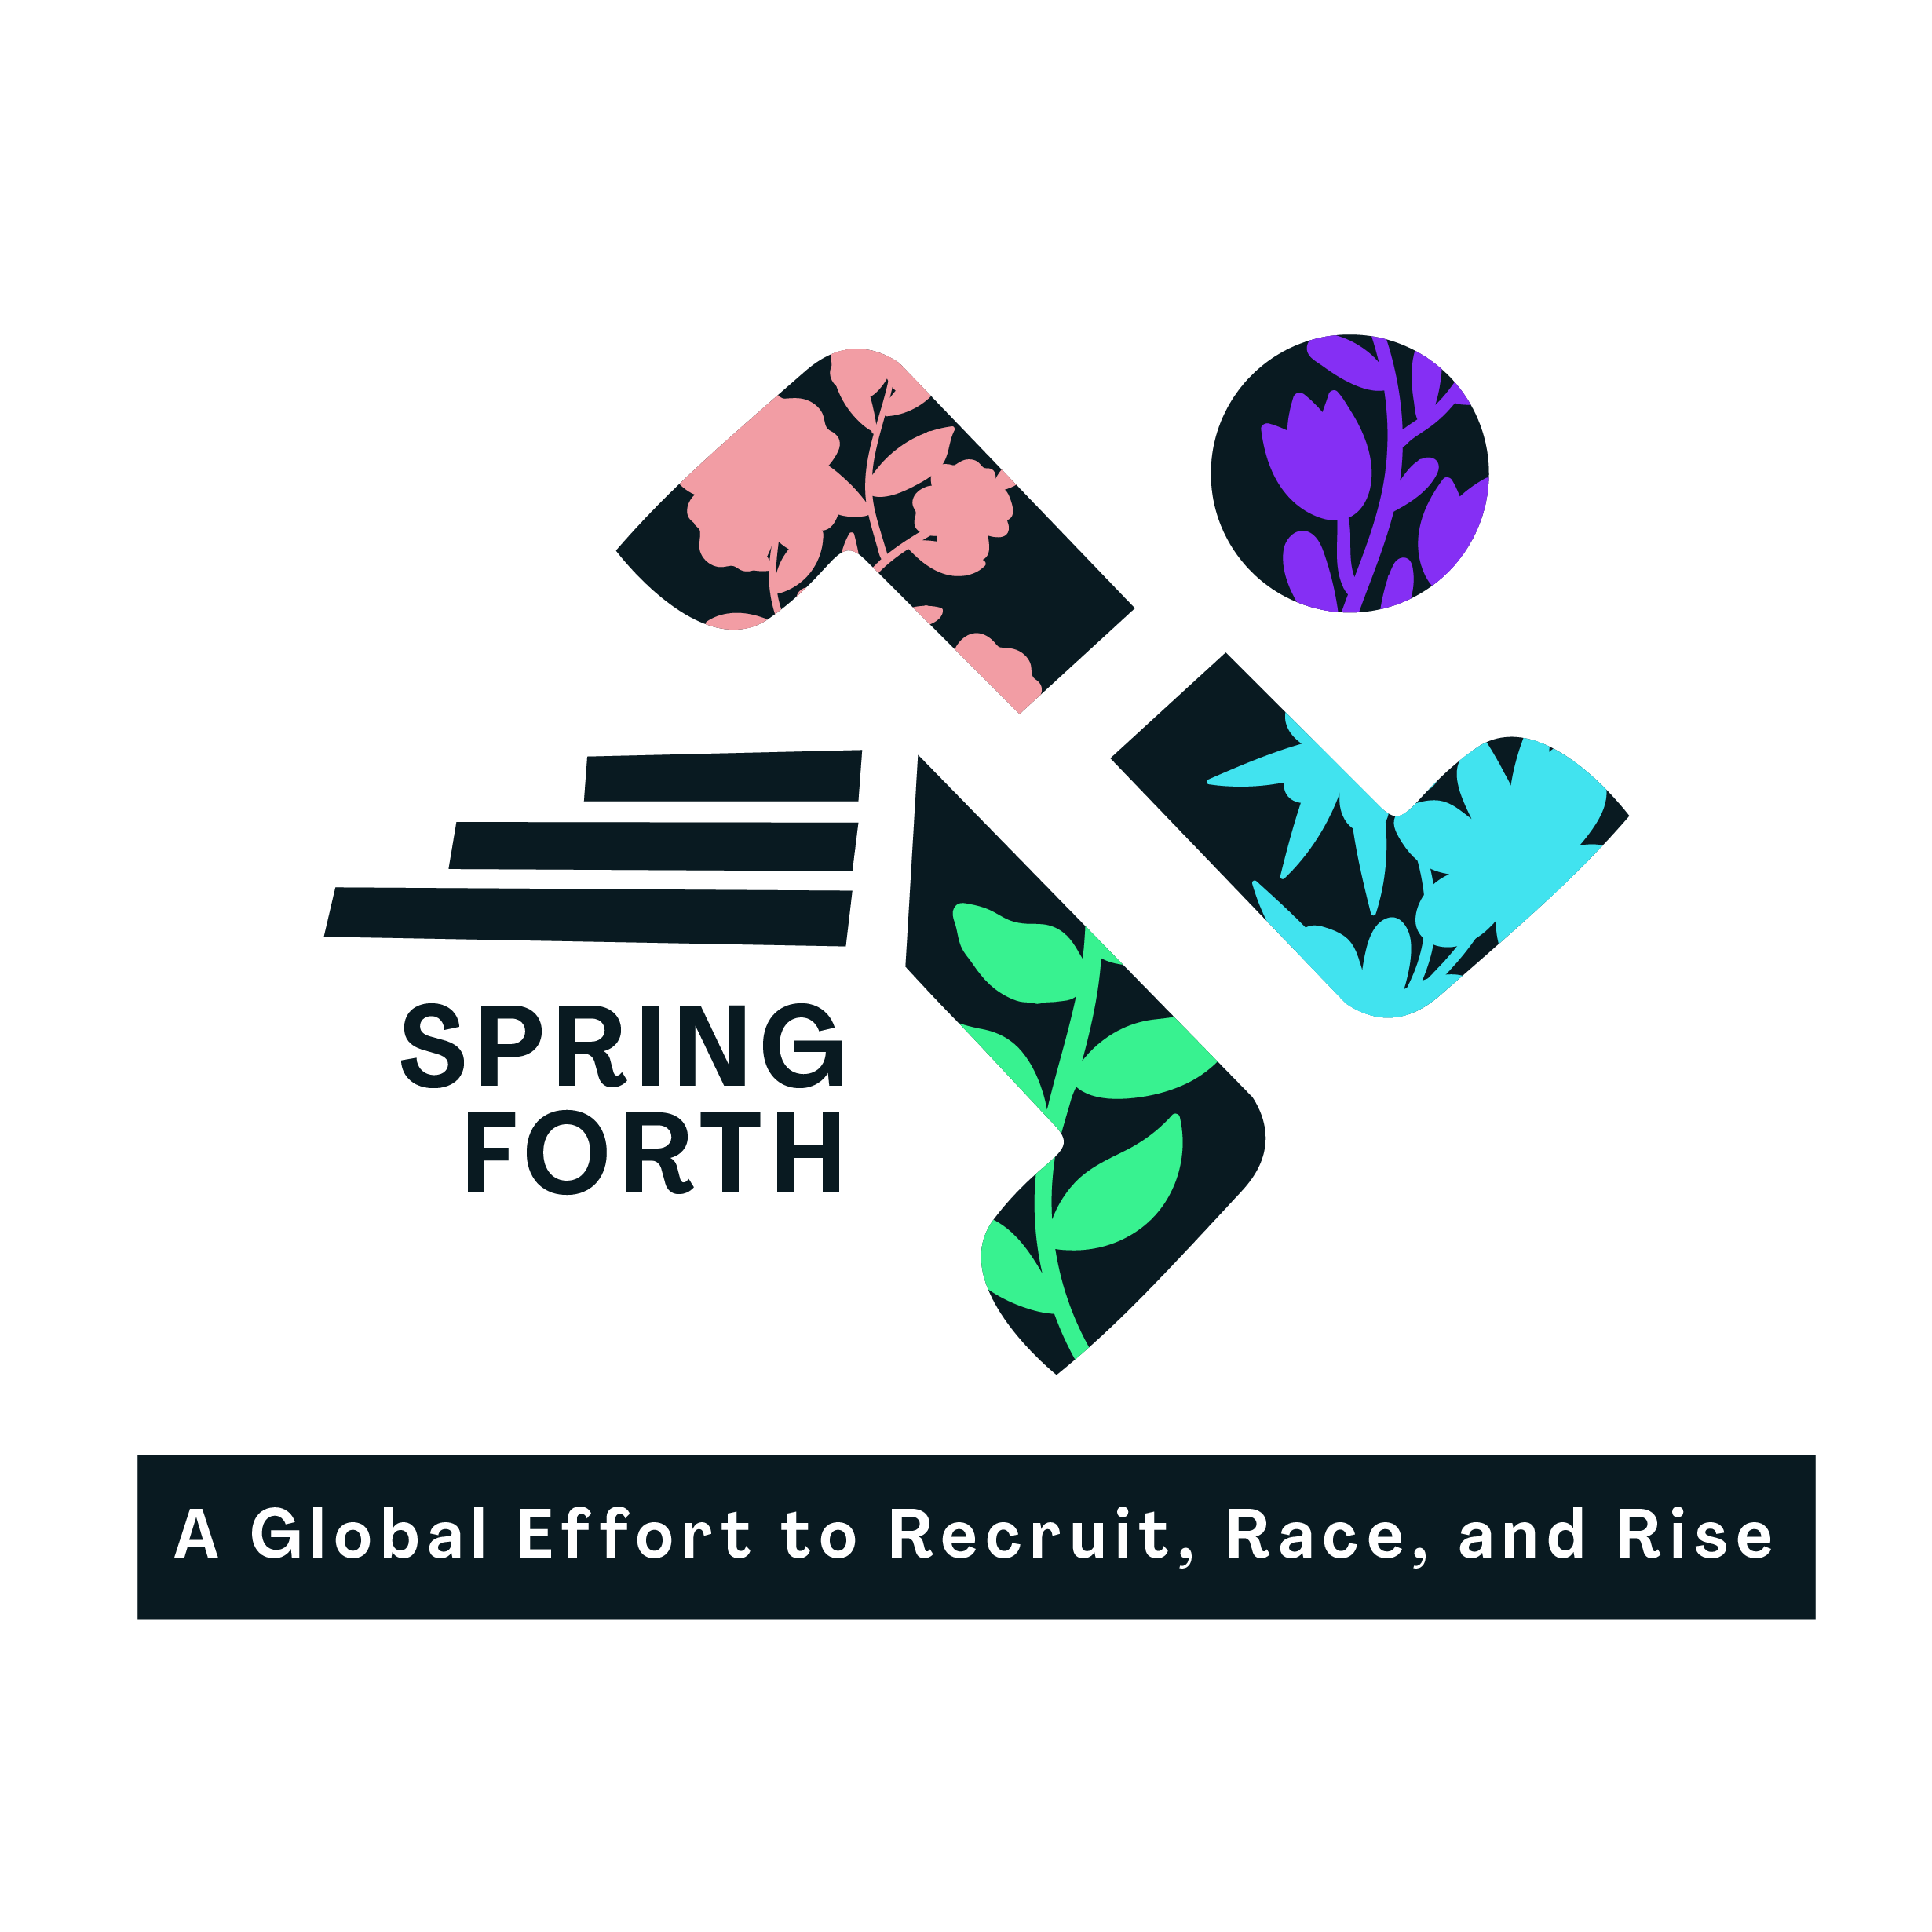 SPRING
FORTH
A Global Effort to Recruit, Race, and Rise